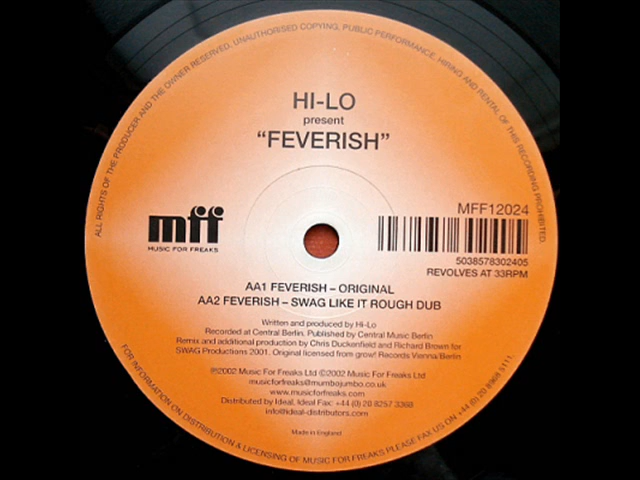 ALL RIGHTS OF THE PRODUCER AND THE OWNER RESERVED. UNAUTHORISED COPYING, PUBLIC PERFORMANCE, HIRING AND RENTAL OF THIS RECORDING PROHIBITED.
HI-LO
present
“FEVERISH”
mff
MUSIC FOR FREAKS
MFF12024
5038578302405
REVOLVES AT 33RPM
AA1 FEVERISH – ORIGINAL
AA2 FEVERISH – SWAG LIKE IT ROUGH DUB
Written and produced by Hi-Lo
Recorded at Central Berlin. Published by Central Music Berlin
Remix and additional production by Chris Duckenfield and Richard Brown for
SWAG Productions 2001. Original licensed from grow! Records Vienna/Berlin
℗2002 Music For Freaks Ltd ©2002 Music For Freaks Ltd
musicforfreaks@mumbojumbo.co.uk
www.musicforfreaks.com
Distributed by Ideal. Ideal Fax: +44 (0) 20 8257 3368
info@ideal-distributors.com
Made in England
FOR INFORMATION ON DISTRIBUTION & LICENSING OF MUSIC FOR FREAKS PLEASE FAX US ON +44 (0) 20 8968 5111.